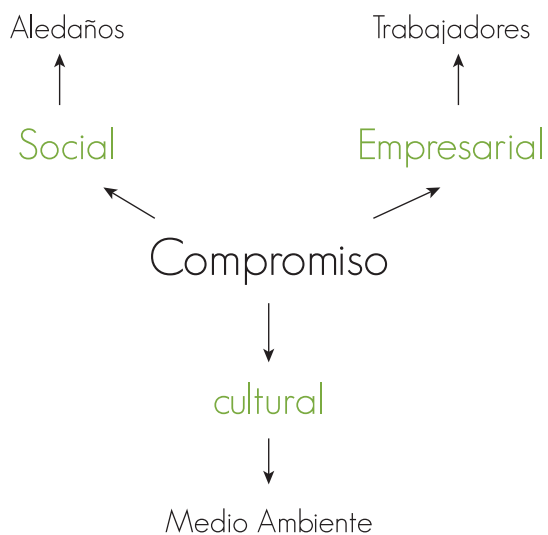 Aledaños
Trabajadores
Social
Empresarial
Compromiso
cultural
Medio Ambiente